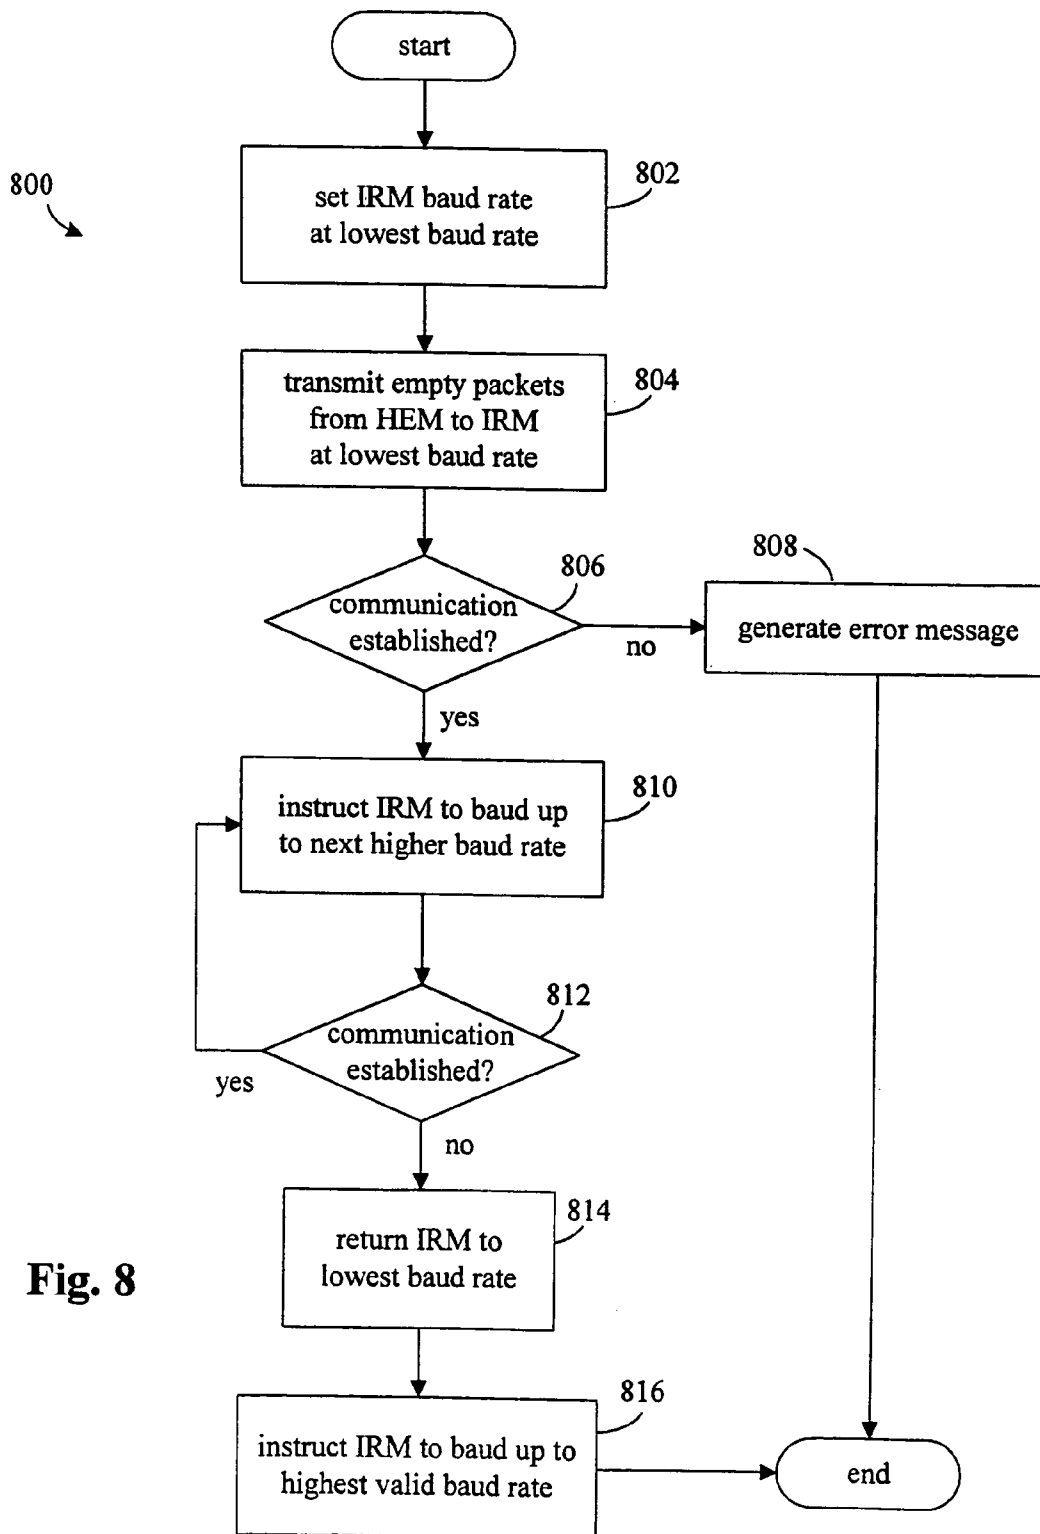 start
800
802
set IRM baud rate
at lowest baud rate
804
transmit empty packets
from HEM to IRM
at lowest baud rate
806
communication
established?
no
808
generate error message
yes
810
instruct IRM to baud up
to next higher baud rate
812
communication
established?
yes
no
814
return IRM to
lowest baud rate
Fig. 8
816
instruct IRM to baud up to
highest valid baud rate
end